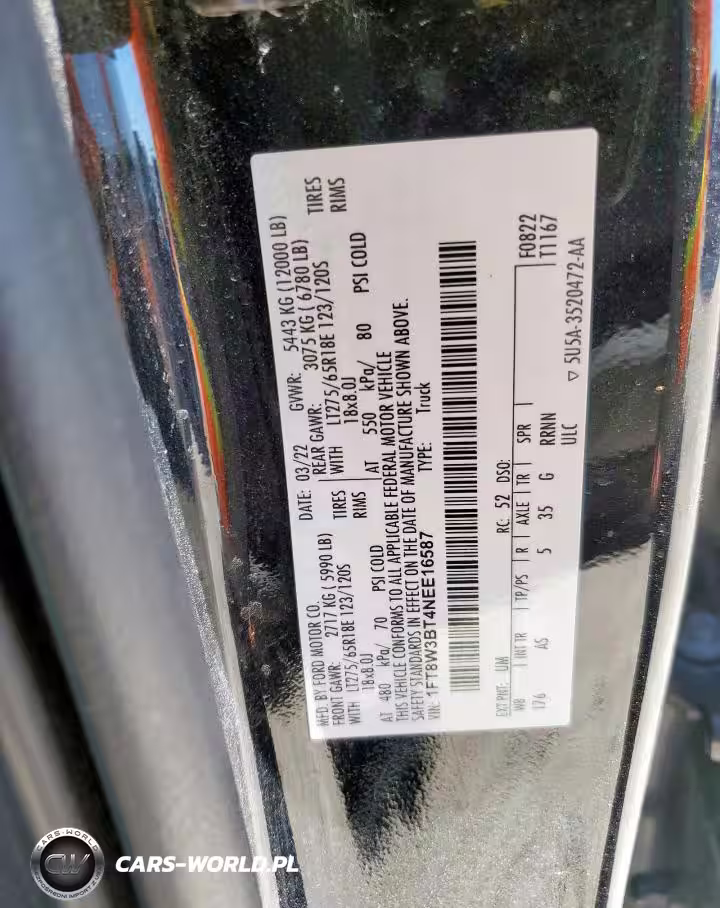 MFD. BY FORD MOTOR CO.
DATE: 03/22 GVWR: 5443 KG (12000 LB)
FRONT GAWR: 2717 KG ( 5990 LB)
REAR GAWR: 3075 KG ( 6780 LB)
WITH LT275/65R18E 123/120S TIRES
WITH LT275/65R18E 123/120S TIRES
18x8.0J RIMS
18x8.0J RIMS
AT 480 kPa/ 70 PSI COLD
AT 550 kPa/ 80 PSI COLD
THIS VEHICLE CONFORMS TO ALL APPLICABLE FEDERAL MOTOR VEHICLE
SAFETY STANDARDS IN EFFECT ON THE DATE OF MANUFACTURE SHOWN ABOVE.
VIN: 1FT8W3BT4NEE16587 TYPE: Truck
F0822
T1167
EXT PNT: UM RC: 52 DSO:
WB INT TR TP/PS R AXLE TR SPR
176 AS 5 35 G RRNN
ULC
▽ 5U5A-3520472-AA
CARS-WORLD
CW
CARS-WORLD.PL